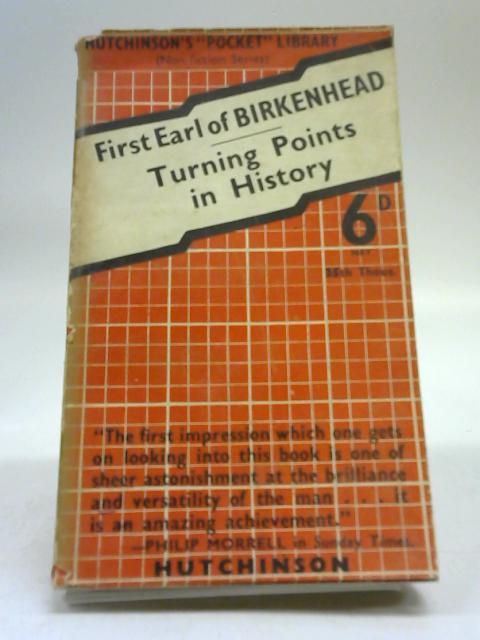 HUTCHINSON'S "POCKET" LIBRARY
(Non-fiction Series)
First Earl of BIRKENHEAD
Turning Points
in History
6D
NET
35th Thous.
"The first impression which one gets
on looking into this book is one of
sheer astonishment at the brilliance
and versatility of the man . . . it
is an amazing achievement."
—PHILIP MORRELL in Sunday Times.
HUTCHINSON